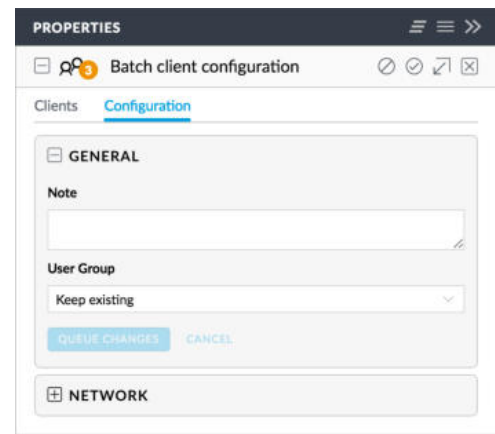 PROPERTIES
3 Batch client configuration
Clients Configuration
GENERAL
Note
User Group
Keep existing
QUEUE CHANGES CANCEL
NETWORK